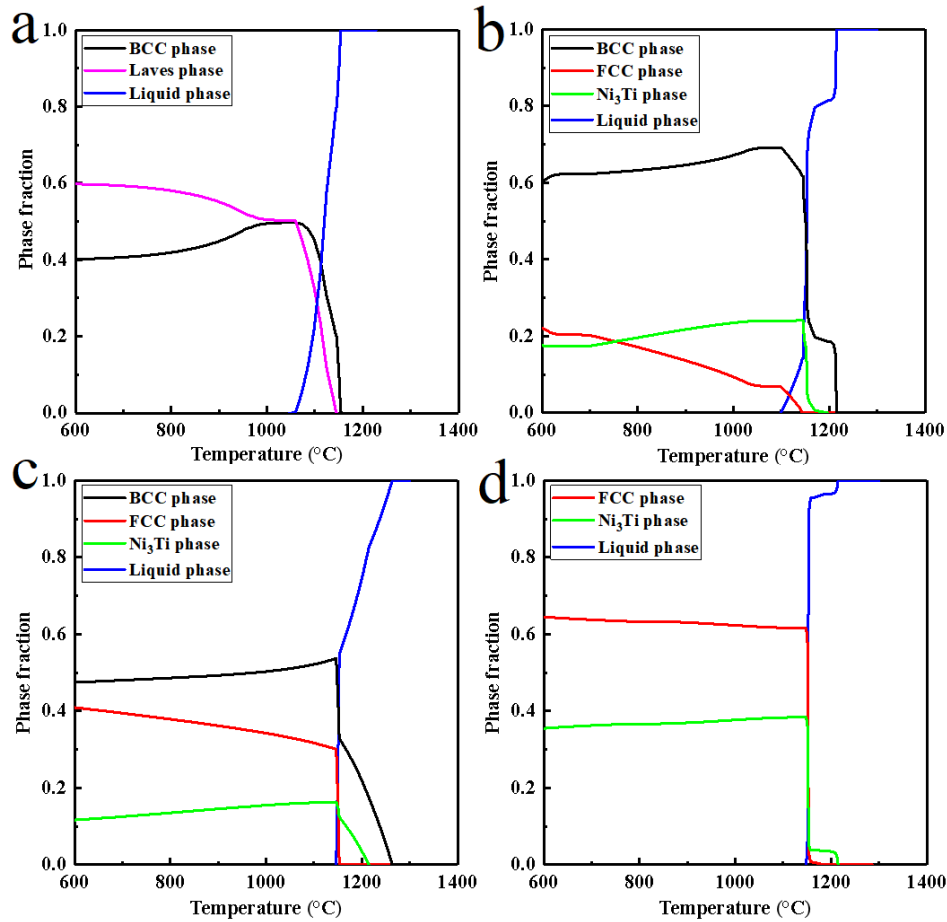 a
BCC phase
Laves phase
Liquid phase
Phase fraction
1.0
0.8
0.6
0.4
0.2
0.0
600 800 1000 1200 1400
Temperature (°C)
b
BCC phase
FCC phase
Ni₃Ti phase
Liquid phase
Phase fraction
1.0
0.8
0.6
0.4
0.2
0.0
600 800 1000 1200 1400
Temperature (°C)
c
BCC phase
FCC phase
Ni₃Ti phase
Liquid phase
Phase fraction
1.0
0.8
0.6
0.4
0.2
0.0
600 800 1000 1200 1400
Temperature (°C)
d
FCC phase
Ni₃Ti phase
Liquid phase
Phase fraction
1.0
0.8
0.6
0.4
0.2
0.0
600 800 1000 1200 1400
Temperature (°C)